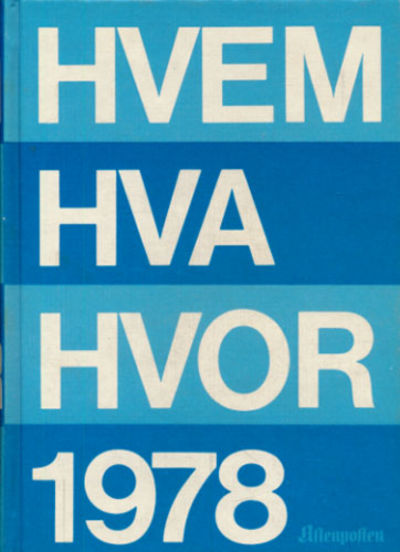 HVEM
HVA
HVOR
1978
Aftenposten